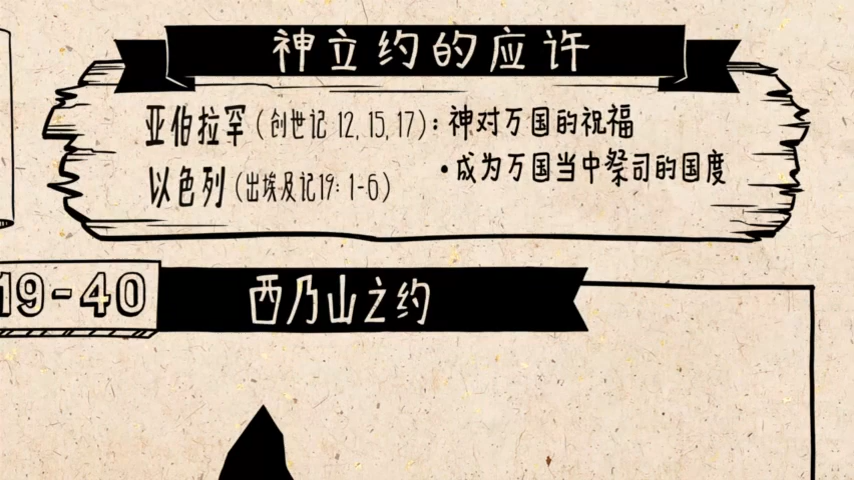 神立约的应许
亚伯拉罕（创世记 12, 15, 17）: 神对万国的祝福
以色列（出埃及记19: 1-6）
•成为万国当中祭司的国度
19-40
西乃山之约